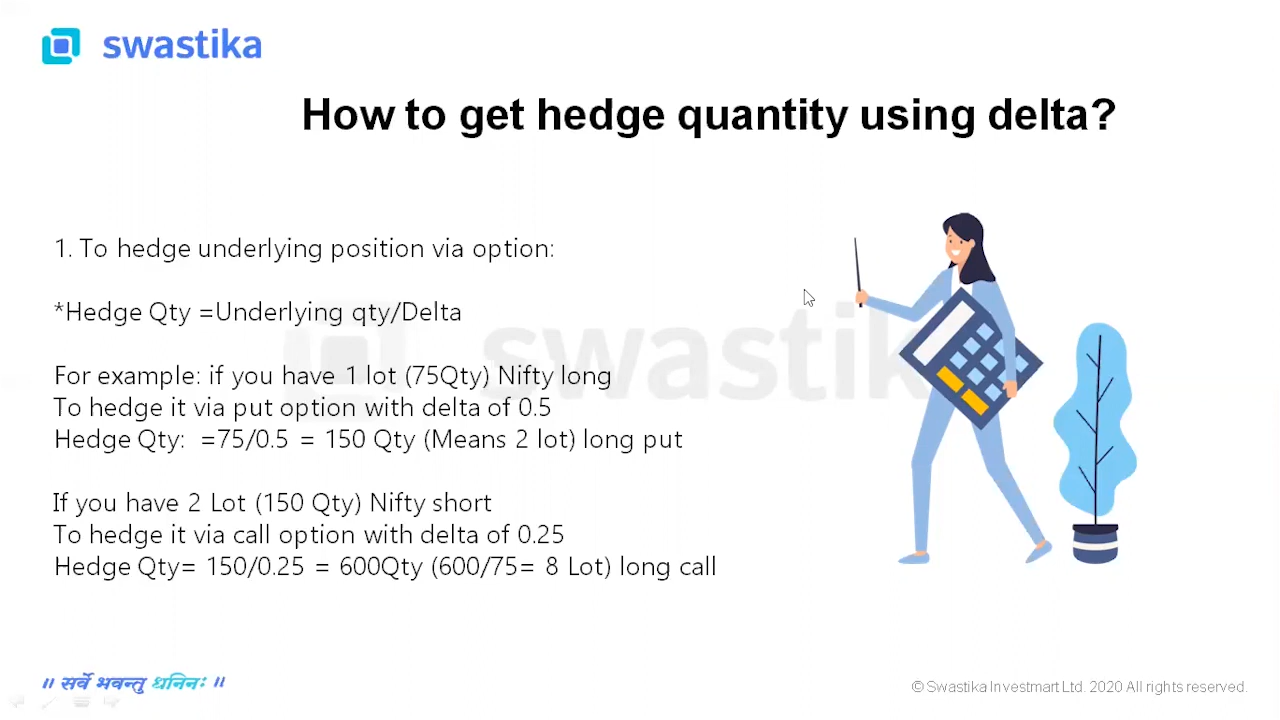 swastika
How to get hedge quantity using delta?
1. To hedge underlying position via option:
*Hedge Qty =Underlying qty/Delta
swastika
For example: if you have 1 lot (75Qty) Nifty long
To hedge it via put option with delta of 0.5
Hedge Qty:  =75/0.5 = 150 Qty (Means 2 lot) long put
If you have 2 Lot (150 Qty) Nifty short
To hedge it via call option with delta of 0.25
Hedge Qty= 150/0.25 = 600Qty (600/75= 8 Lot) long call
॥ सर्वे भवन्तु धनिनः ॥
© Swastika Investmart Ltd. 2020 All rights reserved.